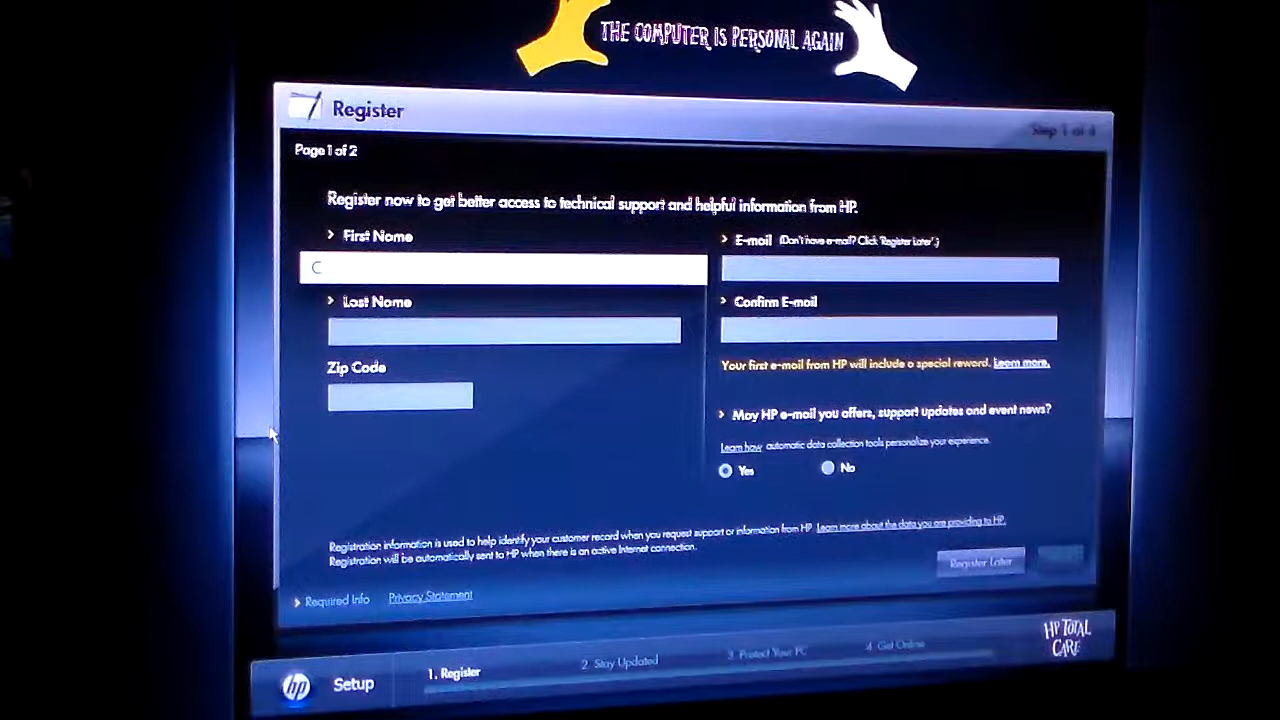 THE COMPUTER IS PERSONAL AGAIN
Register
Step 1 of 4
Page 1 of 2
Register now to get better access to technical support and helpful information from HP.
> First Name
C
> Last Name
Zip Code
> E-mail (Don't have e-mail? Click 'Register Later'.)
> Confirm E-mail
Your first e-mail from HP will include a special reward. Learn more.
> May HP e-mail you offers, support updates and event news?
Learn how automatic data collection tools personalize your experience.
Yes No
Registration information is used to help identify your customer record when you request support or information from HP. Learn more about the data you are providing to HP.
Registration will be automatically sent to HP when there is an active Internet connection.
Register Later
> Required Info Privacy Statement
hp Setup
1. Register 2. Stay Updated 3. Protect Your PC 4. Get Online
HP TOTAL
CARE